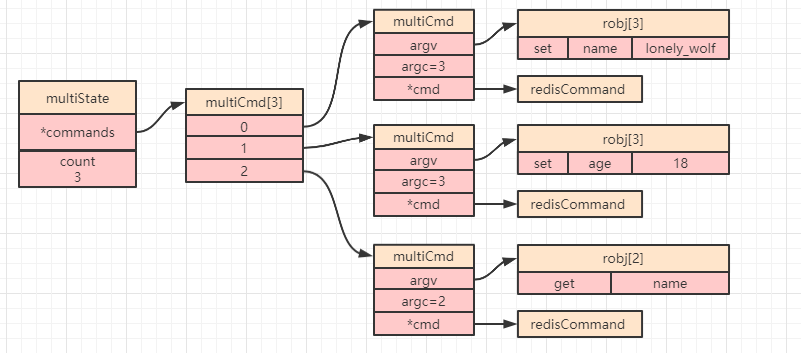 multiState
*commands
count
3
multiCmd[3]
0
1
2
multiCmd
argv
argc=3
*cmd
robj[3]
set name lonely_wolf
redisCommand
multiCmd
argv
argc=3
*cmd
robj[3]
set age 18
redisCommand
multiCmd
argv
argc=2
*cmd
robj[2]
get name
redisCommand